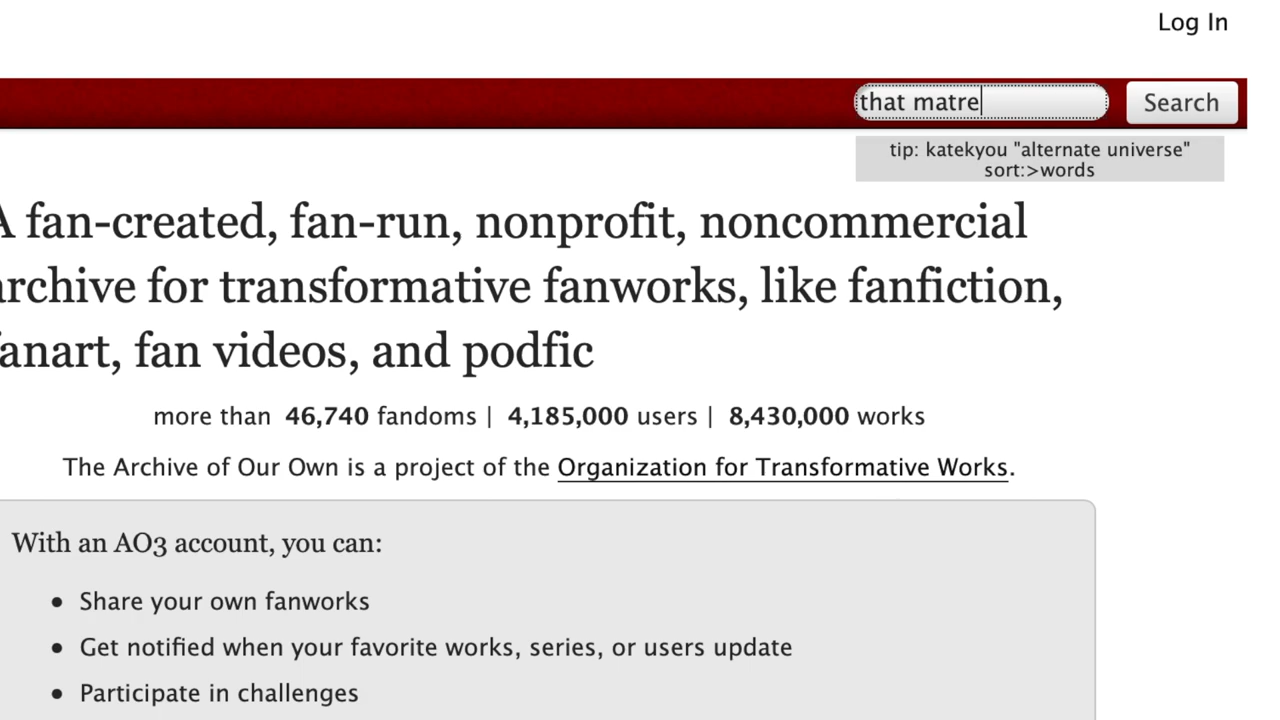 Log In
that matre
Search
tip: katekyou "alternate universe"
sort:>words
A fan-created, fan-run, nonprofit, noncommercial
archive for transformative fanworks, like fanfiction,
fanart, fan videos, and podfic
more than 46,740 fandoms | 4,185,000 users | 8,430,000 works
The Archive of Our Own is a project of the Organization for Transformative Works.
With an AO3 account, you can:
• Share your own fanworks
• Get notified when your favorite works, series, or users update
• Participate in challenges